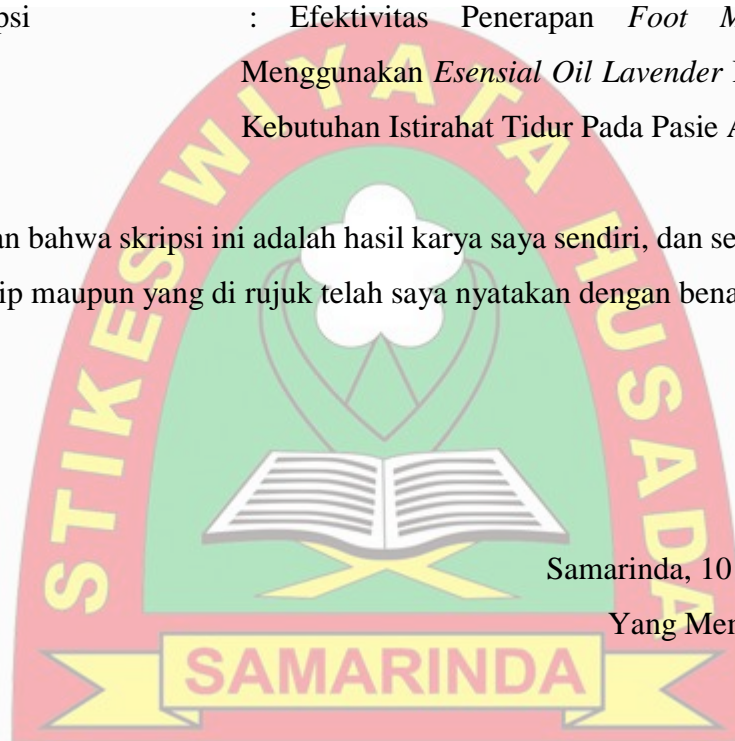 psi : Efektivitas Penerapan Foot M
Menggunakan Esensial Oil Lavender
Kebutuhan Istirahat Tidur Pada Pasie A
an bahwa skripsi ini adalah hasil karya saya sendiri, dan se
ip maupun yang di rujuk telah saya nyatakan dengan bena
Samarinda, 10
Yang Mer
STIKES WIYATA HUSADA
SAMARINDA